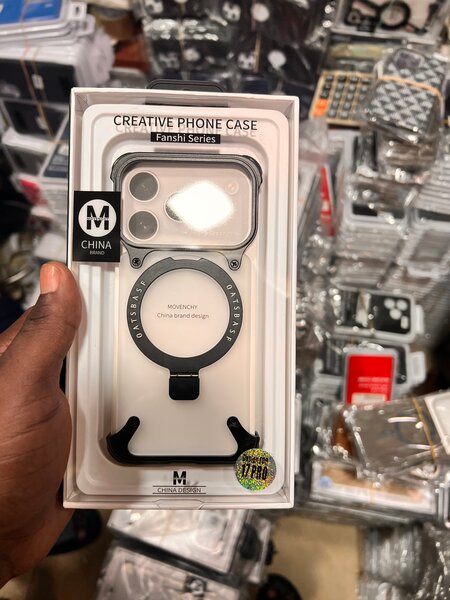 CREATIVE PHONE CASE
Fanshi Series
M
CHINA
BRAND
OATSBASF
OATSBASF
MOVENCHY
China brand design
17 PRO
M
CHINA DESIGN